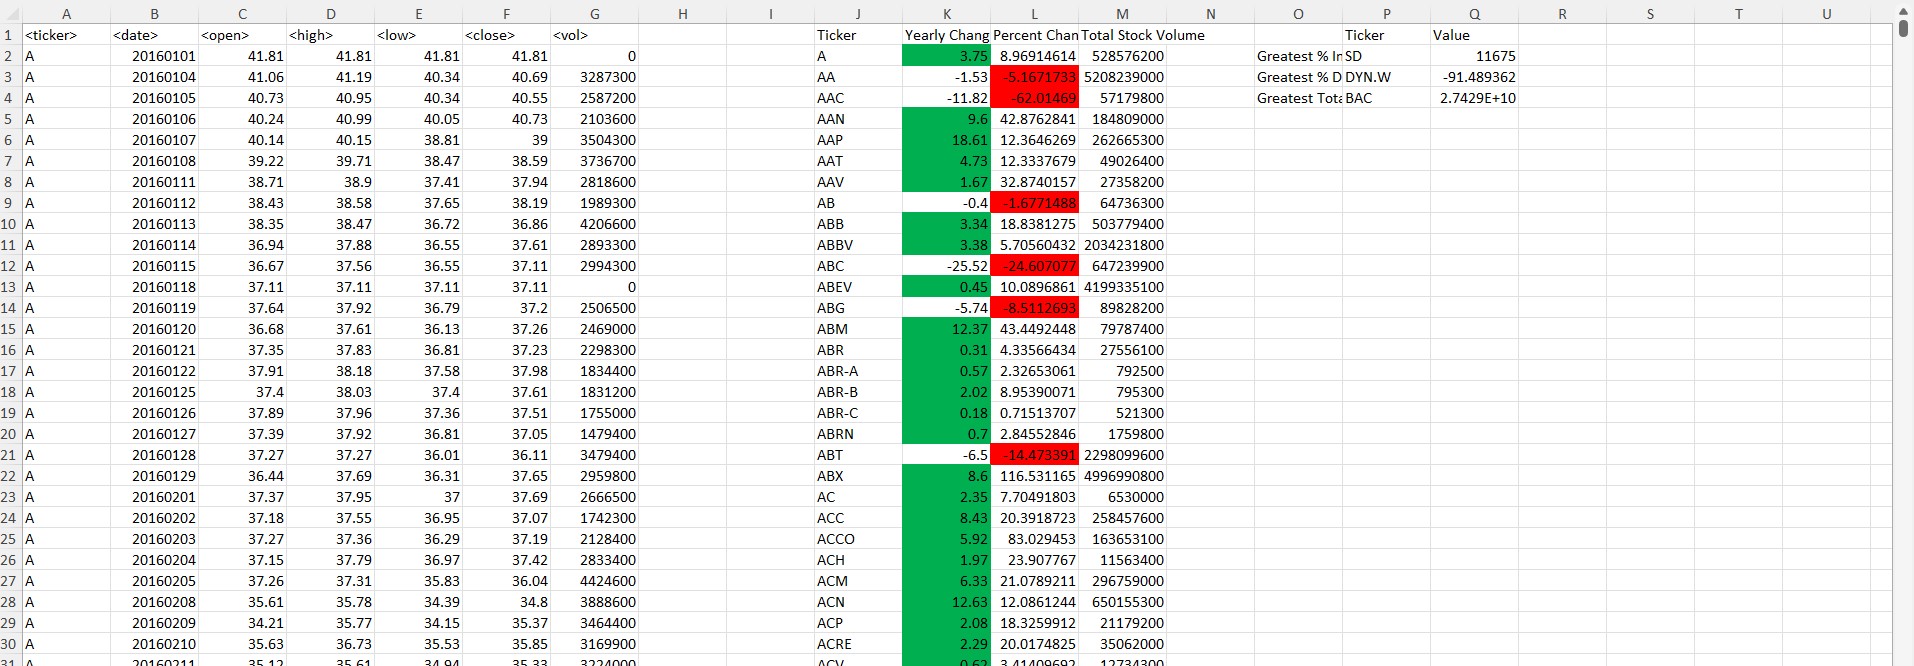 A B C D E F G H I J K L M N O P Q R S T U
1 <ticker> <date> <open> <high> <low> <close> <vol> Ticker Yearly Chang Percent Chan Total Stock Volume Ticker Value
2 A 20160101 41.81 41.81 41.81 41.81 0 A 3.75 8.96914614 528576200 Greatest % In SD 11675
3 A 20160104 41.06 41.19 40.34 40.69 3287300 AA -1.53 -5.1671733 5208239000 Greatest % D DYN.W -91.489362
4 A 20160105 40.73 40.95 40.34 40.55 2587200 AAC -11.82 -62.01469 57179800 Greatest Tota BAC 2.7429E+10
5 A 20160106 40.24 40.99 40.05 40.73 2103600 AAN 9.6 42.8762841 184809000
6 A 20160107 40.14 40.15 38.81 39 3504300 AAP 18.61 12.3646269 262665300
7 A 20160108 39.22 39.71 38.47 38.59 3736700 AAT 4.73 12.3337679 49026400
8 A 20160111 38.71 38.9 37.41 37.94 2818600 AAV 1.67 32.8740157 27358200
9 A 20160112 38.43 38.58 37.65 38.19 1989300 AB -0.4 -1.6771488 64736300
10 A 20160113 38.35 38.47 36.72 36.86 4206600 ABB 3.34 18.8381275 503779400
11 A 20160114 36.94 37.88 36.55 37.61 2893300 ABBV 3.38 5.70560432 2034231800
12 A 20160115 36.67 37.56 36.55 37.11 2994300 ABC -25.52 -24.607077 647239900
13 A 20160118 37.11 37.11 37.11 37.11 0 ABEV 0.45 10.0896861 4199335100
14 A 20160119 37.64 37.92 36.79 37.2 2506500 ABG -5.74 -8.5112693 89828200
15 A 20160120 36.68 37.61 36.13 37.26 2469000 ABM 12.37 43.4492448 79787400
16 A 20160121 37.35 37.83 36.81 37.23 2298300 ABR 0.31 4.33566434 27556100
17 A 20160122 37.91 38.18 37.58 37.98 1834400 ABR-A 0.57 2.32653061 792500
18 A 20160125 37.4 38.03 37.4 37.61 1831200 ABR-B 2.02 8.95390071 795300
19 A 20160126 37.89 37.96 37.36 37.51 1755000 ABR-C 0.18 0.71513707 521300
20 A 20160127 37.39 37.92 36.81 37.05 1479400 ABRN 0.7 2.84552846 1759800
21 A 20160128 37.27 37.27 36.01 36.11 3479400 ABT -6.5 -14.473391 2298099600
22 A 20160129 36.44 37.69 36.31 37.65 2959800 ABX 8.6 116.531165 4996990800
23 A 20160201 37.37 37.95 37 37.69 2666500 AC 2.35 7.70491803 6530000
24 A 20160202 37.18 37.55 36.95 37.07 1742300 ACC 8.43 20.3918723 258457600
25 A 20160203 37.27 37.36 36.29 37.19 2128400 ACCO 5.92 83.029453 163653100
26 A 20160204 37.15 37.79 36.97 37.42 2833400 ACH 1.97 23.907767 11563400
27 A 20160205 37.26 37.31 35.83 36.04 4424600 ACM 6.33 21.0789211 296759000
28 A 20160208 35.61 35.78 34.39 34.8 3888600 ACN 12.63 12.0861244 650155300
29 A 20160209 34.21 35.77 34.15 35.37 3464400 ACP 2.08 18.3259912 21179200
30 A 20160210 35.63 36.73 35.53 35.85 3169900 ACRE 2.29 20.0174825 35062000
31 A 20160211 35.12 35.61 34.94 35.33 3224000 ACV 0.62 3.41409692 12734300